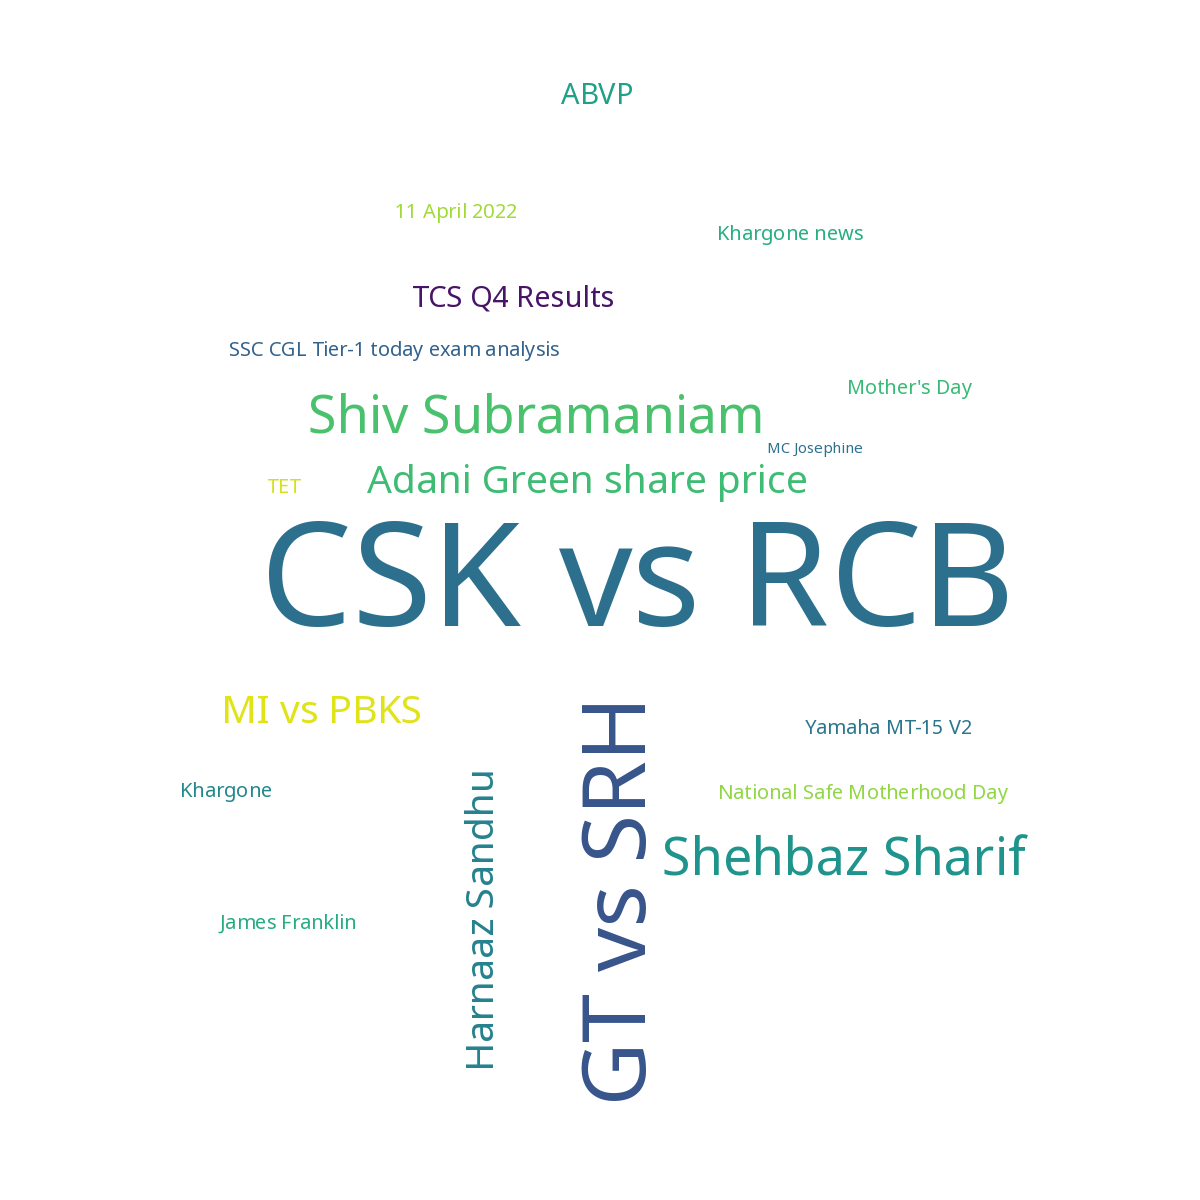 ABVP
11 April 2022
Khargone news
TCS Q4 Results
SSC CGL Tier-1 today exam analysis
Mother's Day
Shiv Subramaniam
MC Josephine
Adani Green share price
TET
CSK vs RCB
MI vs PBKS
GT vs SRH
Yamaha MT-15 V2
Khargone
Harnaaz Sandhu
National Safe Motherhood Day
Shehbaz Sharif
James Franklin